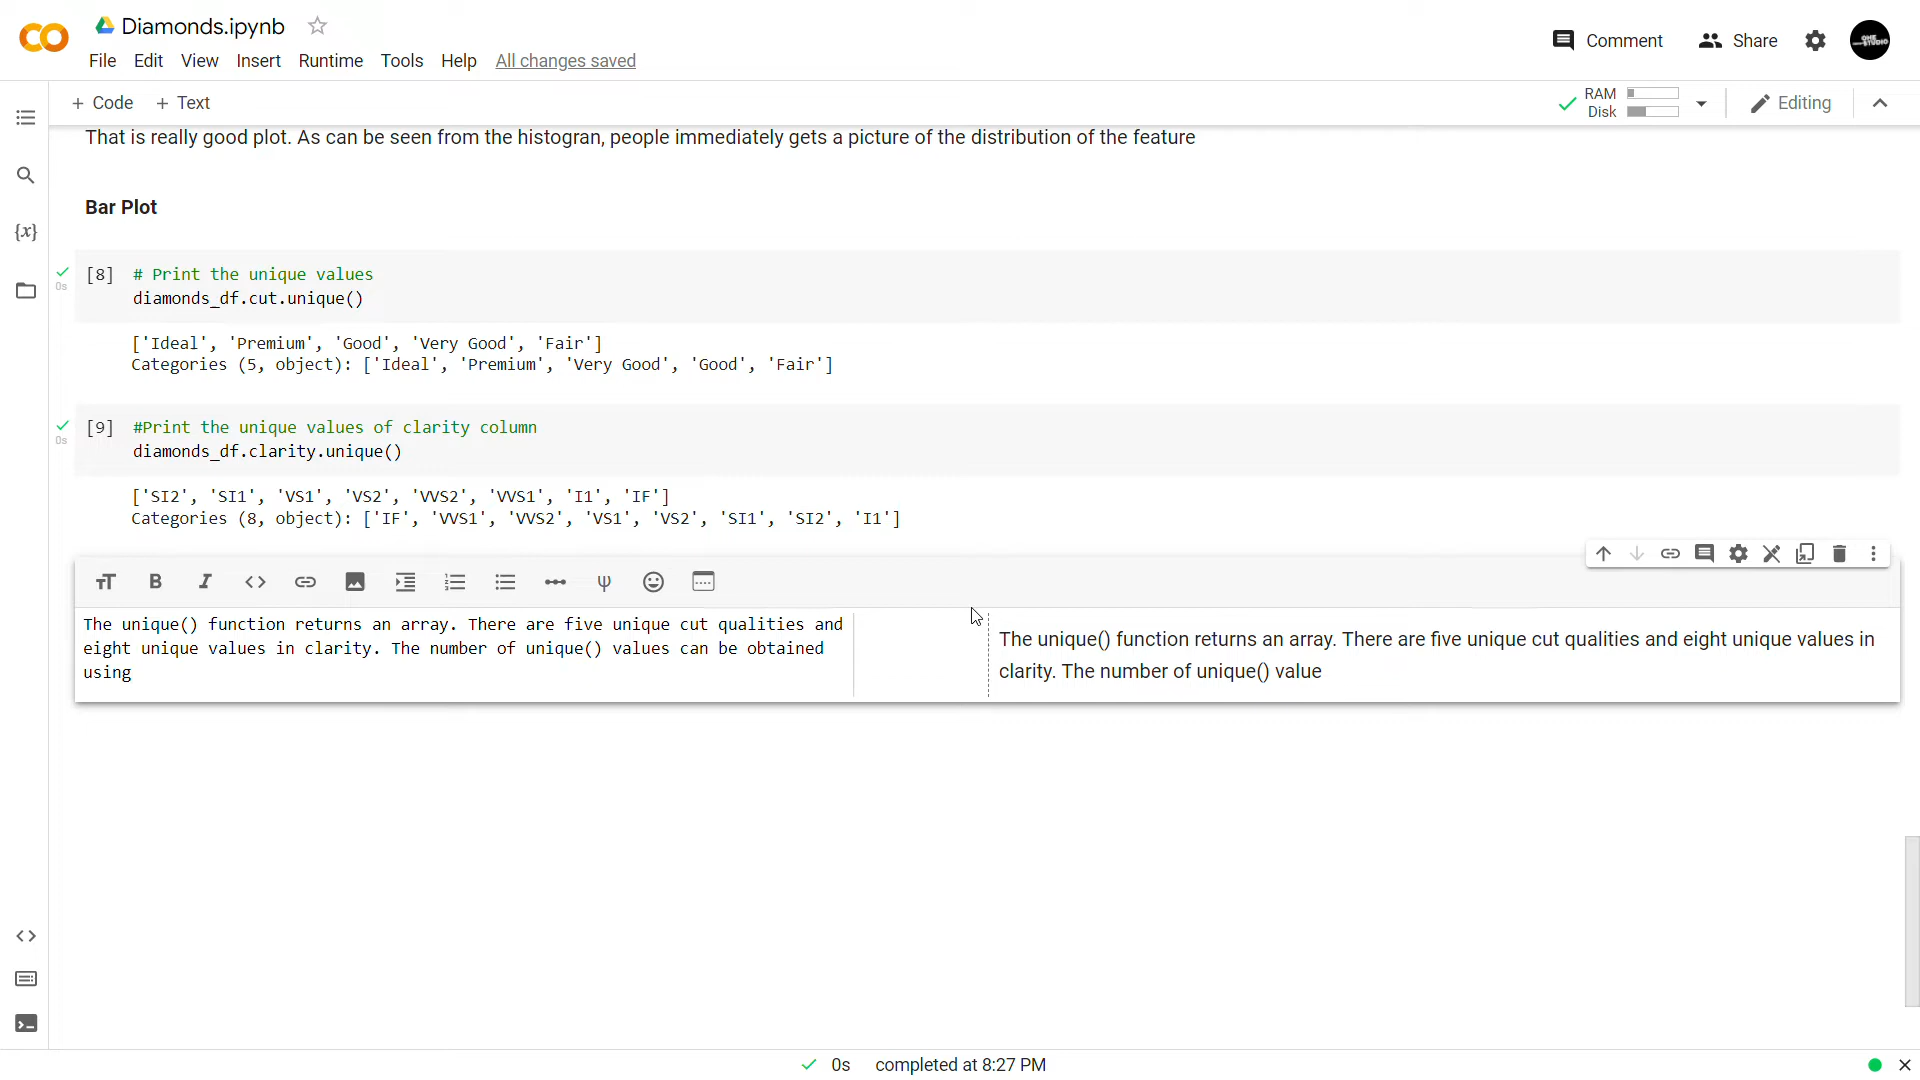 Diamonds.ipynb
File Edit View Insert Runtime Tools Help All changes saved
Comment Share
+ Code + Text
RAM
Disk
Editing
That is really good plot. As can be seen from the histogran, people immediately gets a picture of the distribution of the feature
Bar Plot
[8] # Print the unique values
0s
diamonds_df.cut.unique()
['Ideal', 'Premium', 'Good', 'Very Good', 'Fair']
Categories (5, object): ['Ideal', 'Premium', 'Very Good', 'Good', 'Fair']
[9] #Print the unique values of clarity column
0s
diamonds_df.clarity.unique()
['SI2', 'SI1', 'VS1', 'VS2', 'VVS2', 'VVS1', 'I1', 'IF']
Categories (8, object): ['IF', 'VVS1', 'VVS2', 'VS1', 'VS2', 'SI1', 'SI2', 'I1']
The unique() function returns an array. There are five unique cut qualities and
eight unique values in clarity. The number of unique() values can be obtained
using
The unique() function returns an array. There are five unique cut qualities and eight unique values in
clarity. The number of unique() value
0s completed at 8:27 PM